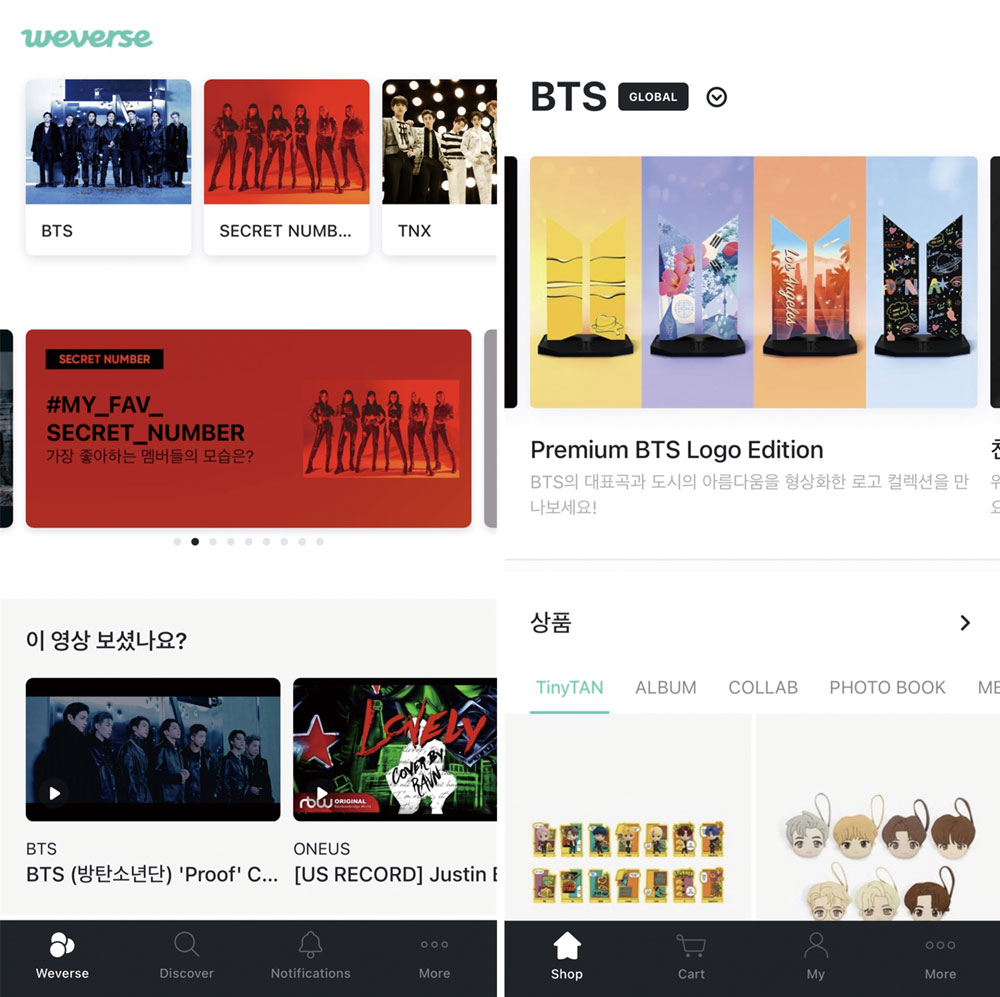 weverse
BTS
SECRET NUMB...
TNX
SECRET NUMBER
#MY_FAV_
SECRET_NUMBER
가장 좋아하는 멤버들의 모습은?
이 영상 보셨나요?
LONELY
COVER BY
RAVN
rbw ORIGINAL
BTS
BTS (방탄소년단) 'Proof' C...
ONEUS
[US RECORD] Justin B
Weverse
Discover
Notifications
More
BTS
GLOBAL
Los Angeles
Premium BTS Logo Edition
BTS의 대표곡과 도시의 아름다움을 형상화한 로고 컬렉션을 만
나보세요!
상품
TinyTAN
ALBUM
COLLAB
PHOTO BOOK
ME
Shop
Cart
My
More